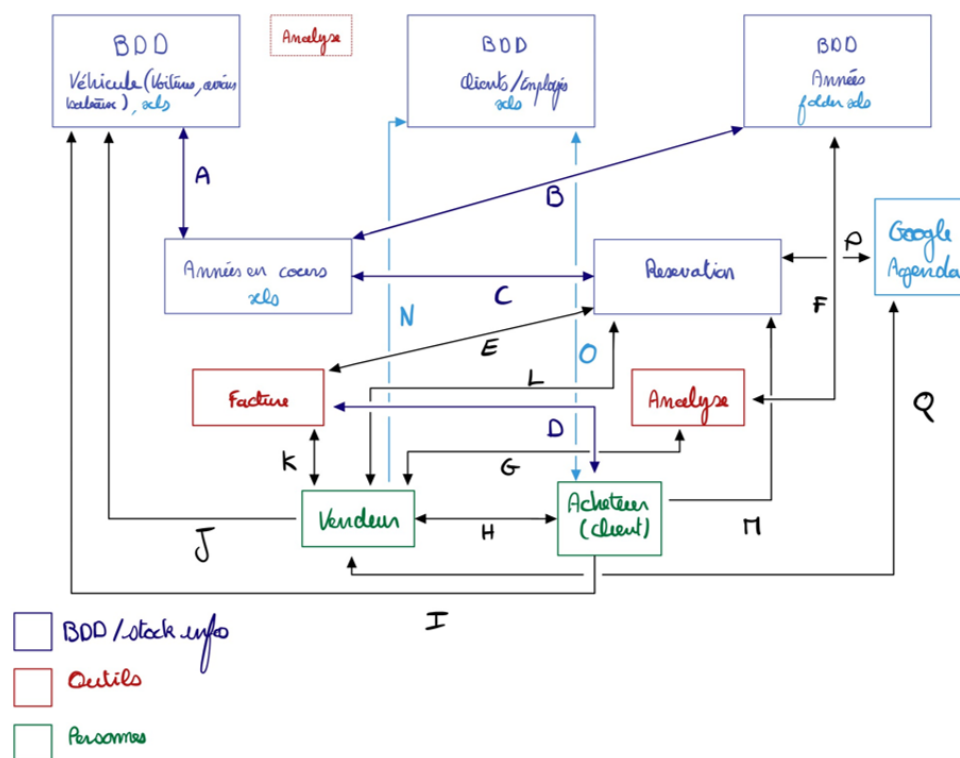 BDD
Véhicule (Voitures, avions
bateaux), xls
Analyse
BDD
Clients/Employés
xls
BDD
Années
folder xls
A
B
Google
Agenda
P
Années en cours
xls
Reservation
C
N
F
E
O
L
Facture
Analyse
Q
D
K
G
Vendeur
Acheteur
(client)
H
M
J
I
BDD/stock info
Outils
Personnes